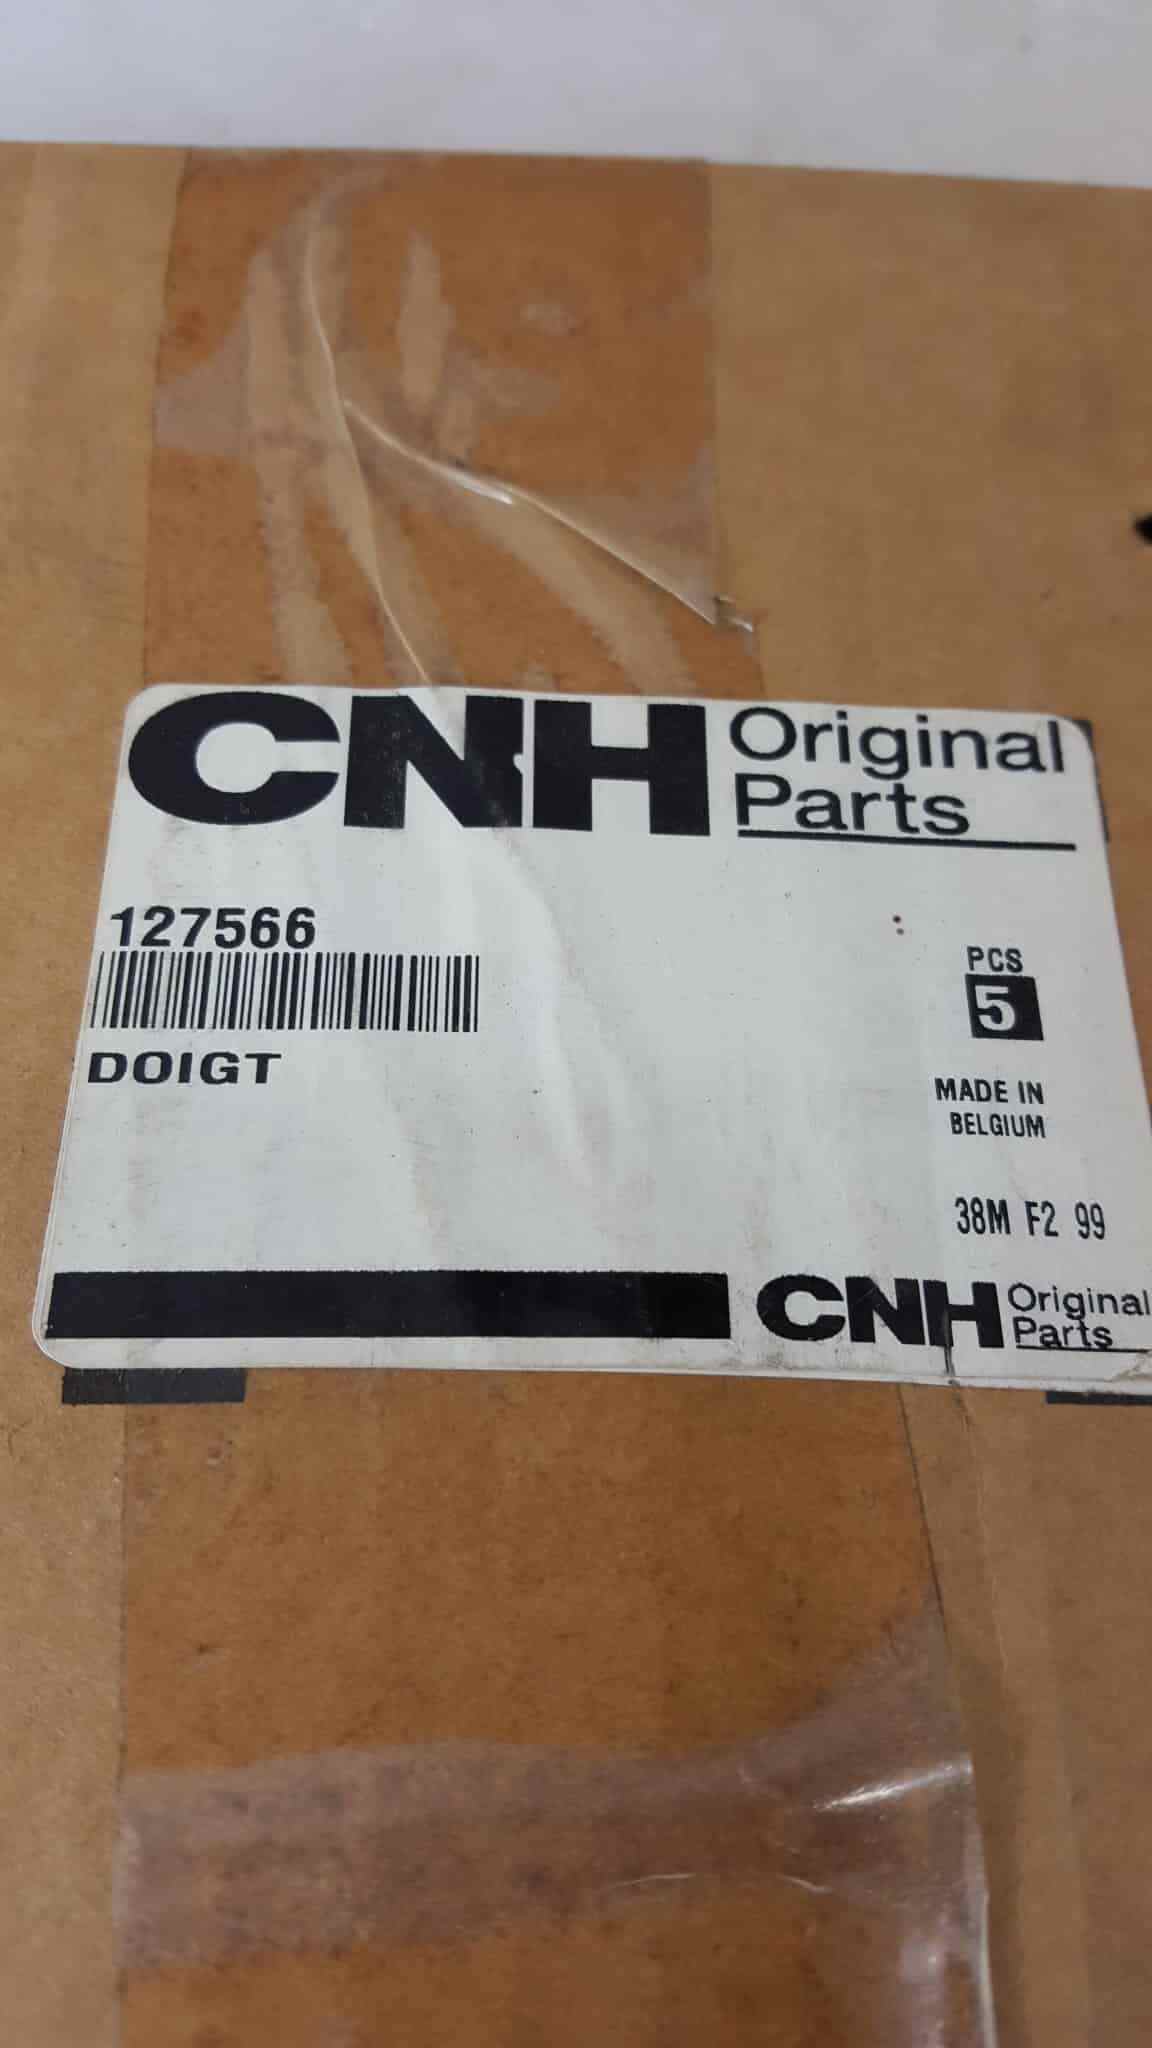 CNH Original
Parts
127566
PCS
5
DOIGT
MADE IN
BELGIUM
38M F2 99
CNH Original
Parts